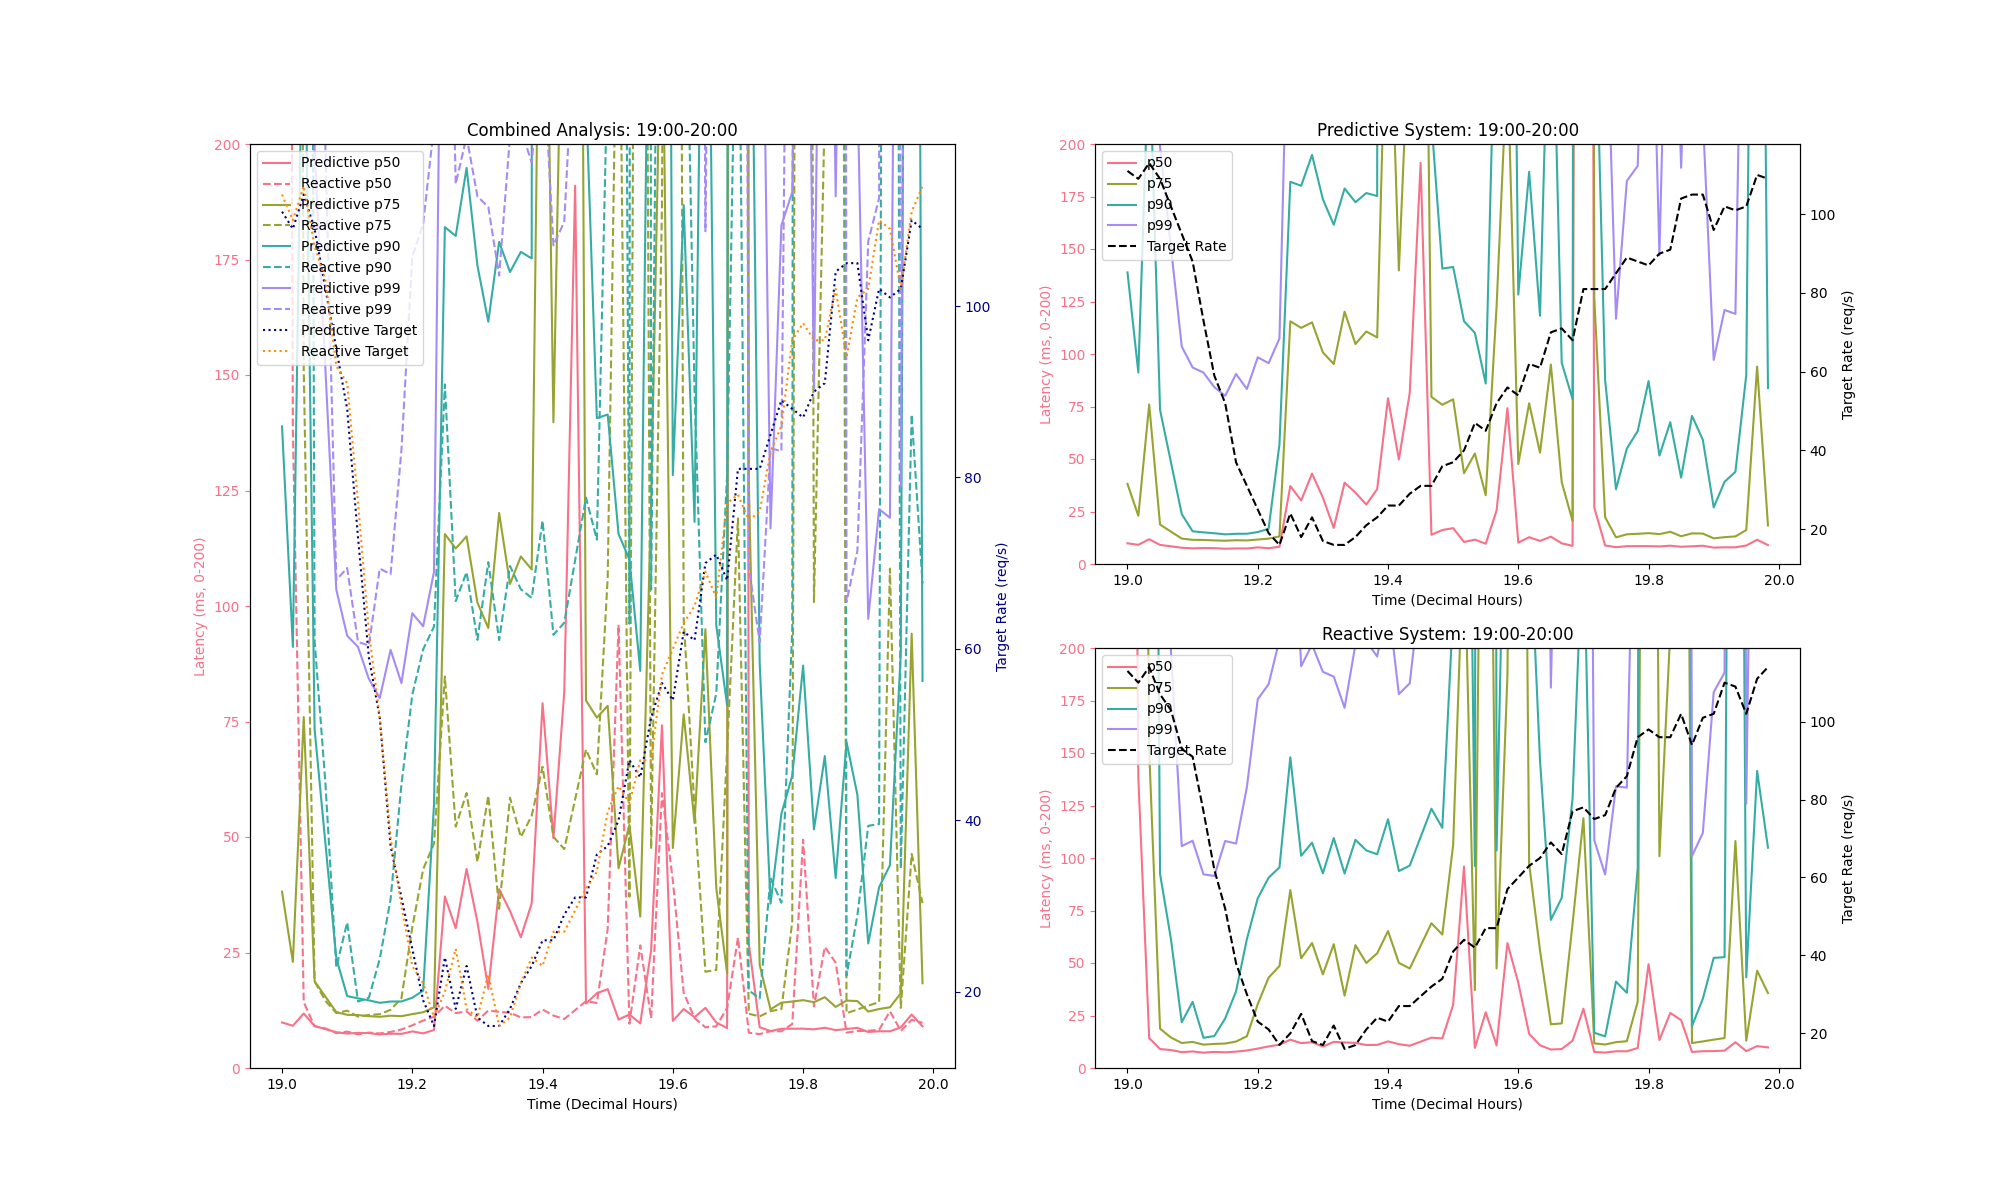 Combined Analysis: 19:00-20:00
200
175
150
125
100
75
50
25
0
Latency (ms, 0-200)
Predictive p50
Reactive p50
Predictive p75
Reactive p75
Predictive p90
Reactive p90
Predictive p99
Reactive p99
Predictive Target
Reactive Target
100
80
60
40
20
Target Rate (req/s)
19.0 19.2 19.4 19.6 19.8 20.0
Time (Decimal Hours)
Predictive System: 19:00-20:00
200
175
150
125
100
75
50
25
0
Latency (ms, 0-200)
p50
p75
p90
p99
Target Rate
100
80
60
40
20
Target Rate (req/s)
19.0 19.2 19.4 19.6 19.8 20.0
Time (Decimal Hours)
Reactive System: 19:00-20:00
200
175
150
125
100
75
50
25
0
Latency (ms, 0-200)
p50
p75
p90
p99
Target Rate
100
80
60
40
20
Target Rate (req/s)
19.0 19.2 19.4 19.6 19.8 20.0
Time (Decimal Hours)